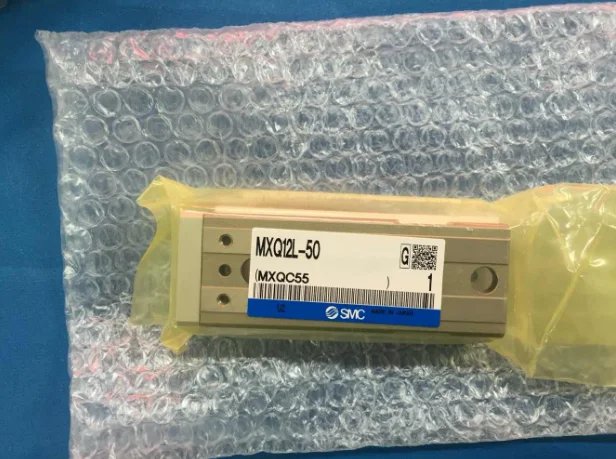 MXQ12L-50
G
(MXQC55 )
1
SMC
MADE IN JAPAN